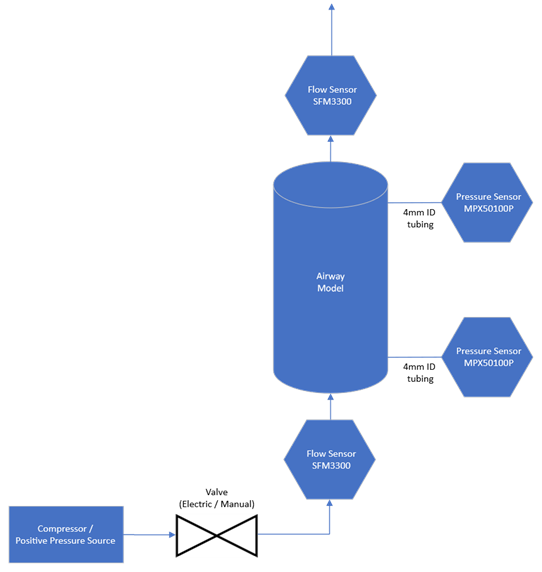 Flow Sensor
SFM3300
Pressure Sensor
MPX50100P
4mm ID
tubing
Airway
Model
Pressure Sensor
MPX50100P
4mm ID
tubing
Flow Sensor
SFM3300
Valve
(Electric / Manual)
Compressor /
Positive Pressure Source